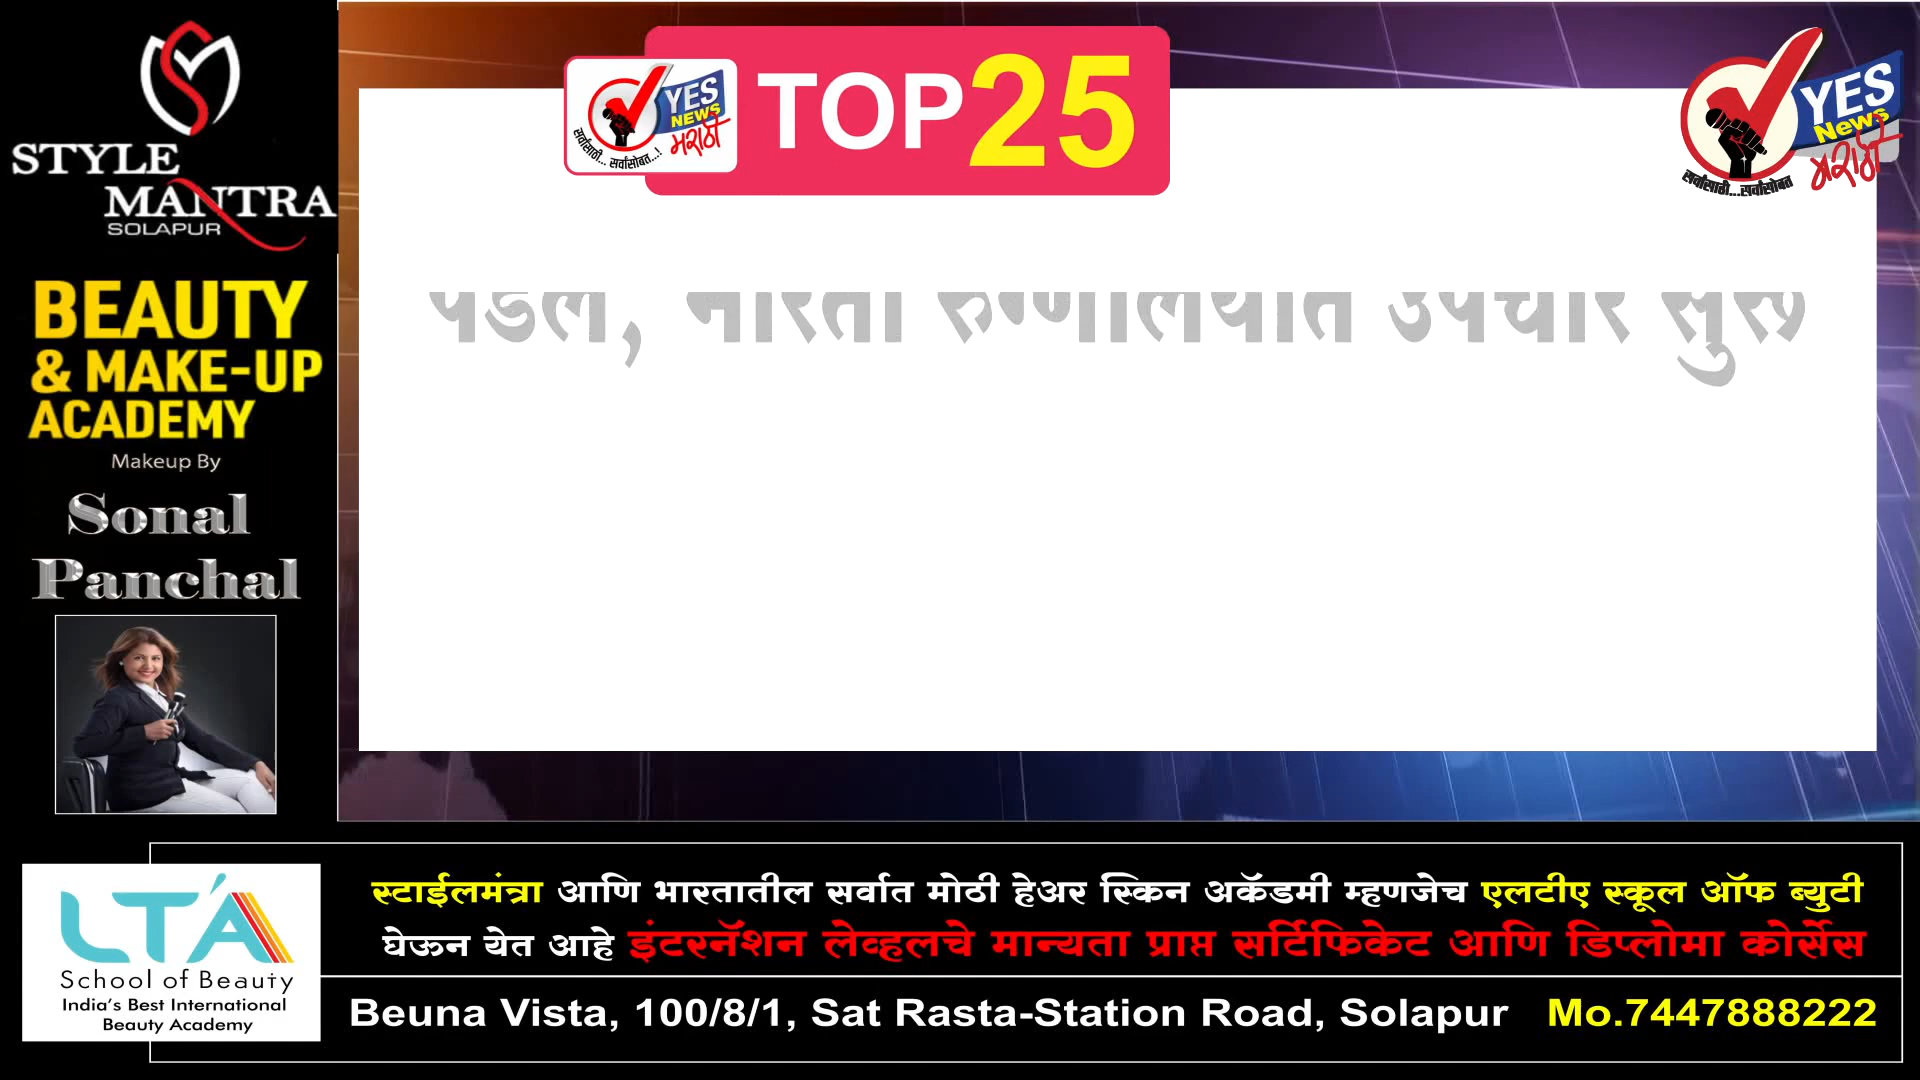 STYLE
MANTRA
SOLAPUR
BEAUTY
& MAKE-UP
ACADEMY
Makeup By
Sonal
Panchal
YES
NEWS
मराठी
सर्वांसाठी... सर्वांसोबत...!
TOP25
YES
News
मराठी
सर्वांसाठी...सर्वांसोबत
उपचार सुरू
LTA
School of Beauty
India's Best International
Beauty Academy
स्टाईलमंत्रा आणि भारतातील सर्वात मोठी हेअर स्किन अकॅडमी म्हणजेच एलटीए स्कूल ऑफ ब्युटी
घेऊन येत आहे इंटरनॅशन लेव्हलचे मान्यता प्राप्त सर्टिफिकेट आणि डिप्लोमा कोर्सेस
Beuna Vista, 100/8/1, Sat Rasta-Station Road, Solapur Mo.7447888222